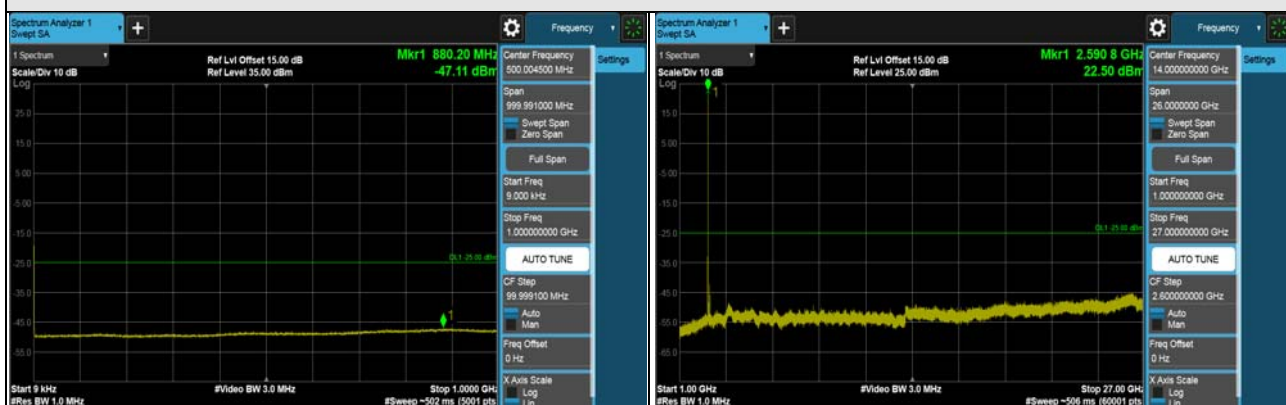 Spectrum Analyzer 1
Swept SA
+
Frequency
1 Spectrum
Scale/Div 10 dB
Log
Ref Lvl Offset 15.00 dB
Ref Level 35.00 dBm
Mkr1 880.20 MHz
-47.11 dBm
1
25.0
15.0
5.00
-5.00
-15.0
-25.0
-35.0
-45.0
-55.0
DL1 -25.00 dBm
1
Start 9 kHz
#Res BW 1.0 MHz
#Video BW 3.0 MHz
Stop 1.0000 GHz
#Sweep ~502 ms (5001 pts
Center Frequency
500.004500 MHz
Settings
Span
999.991000 MHz
Swept Span
Zero Span
Full Span
Start Freq
9.000 kHz
Stop Freq
1.000000000 GHz
AUTO TUNE
CF Step
99.999100 MHz
Auto
Man
Freq Offset
0 Hz
X Axis Scale
Log
Lin
Spectrum Analyzer 1
Swept SA
+
Frequency
1 Spectrum
Scale/Div 10 dB
Log
Ref Lvl Offset 15.00 dB
Ref Level 25.00 dBm
Mkr1 2.590 8 GHz
22.50 dBm
1
15.0
5.00
-5.00
-15.0
-25.0
-35.0
-45.0
-55.0
-65.0
DL1 -25.00 dBm
Start 1.00 GHz
#Res BW 1.0 MHz
#Video BW 3.0 MHz
Stop 27.00 GHz
#Sweep ~506 ms (60001 pts
Center Frequency
14.000000000 GHz
Settings
Span
26.0000000 GHz
Swept Span
Zero Span
Full Span
Start Freq
1.000000000 GHz
Stop Freq
27.000000000 GHz
AUTO TUNE
CF Step
2.600000000 GHz
Auto
Man
Freq Offset
0 Hz
X Axis Scale
Log
Lin